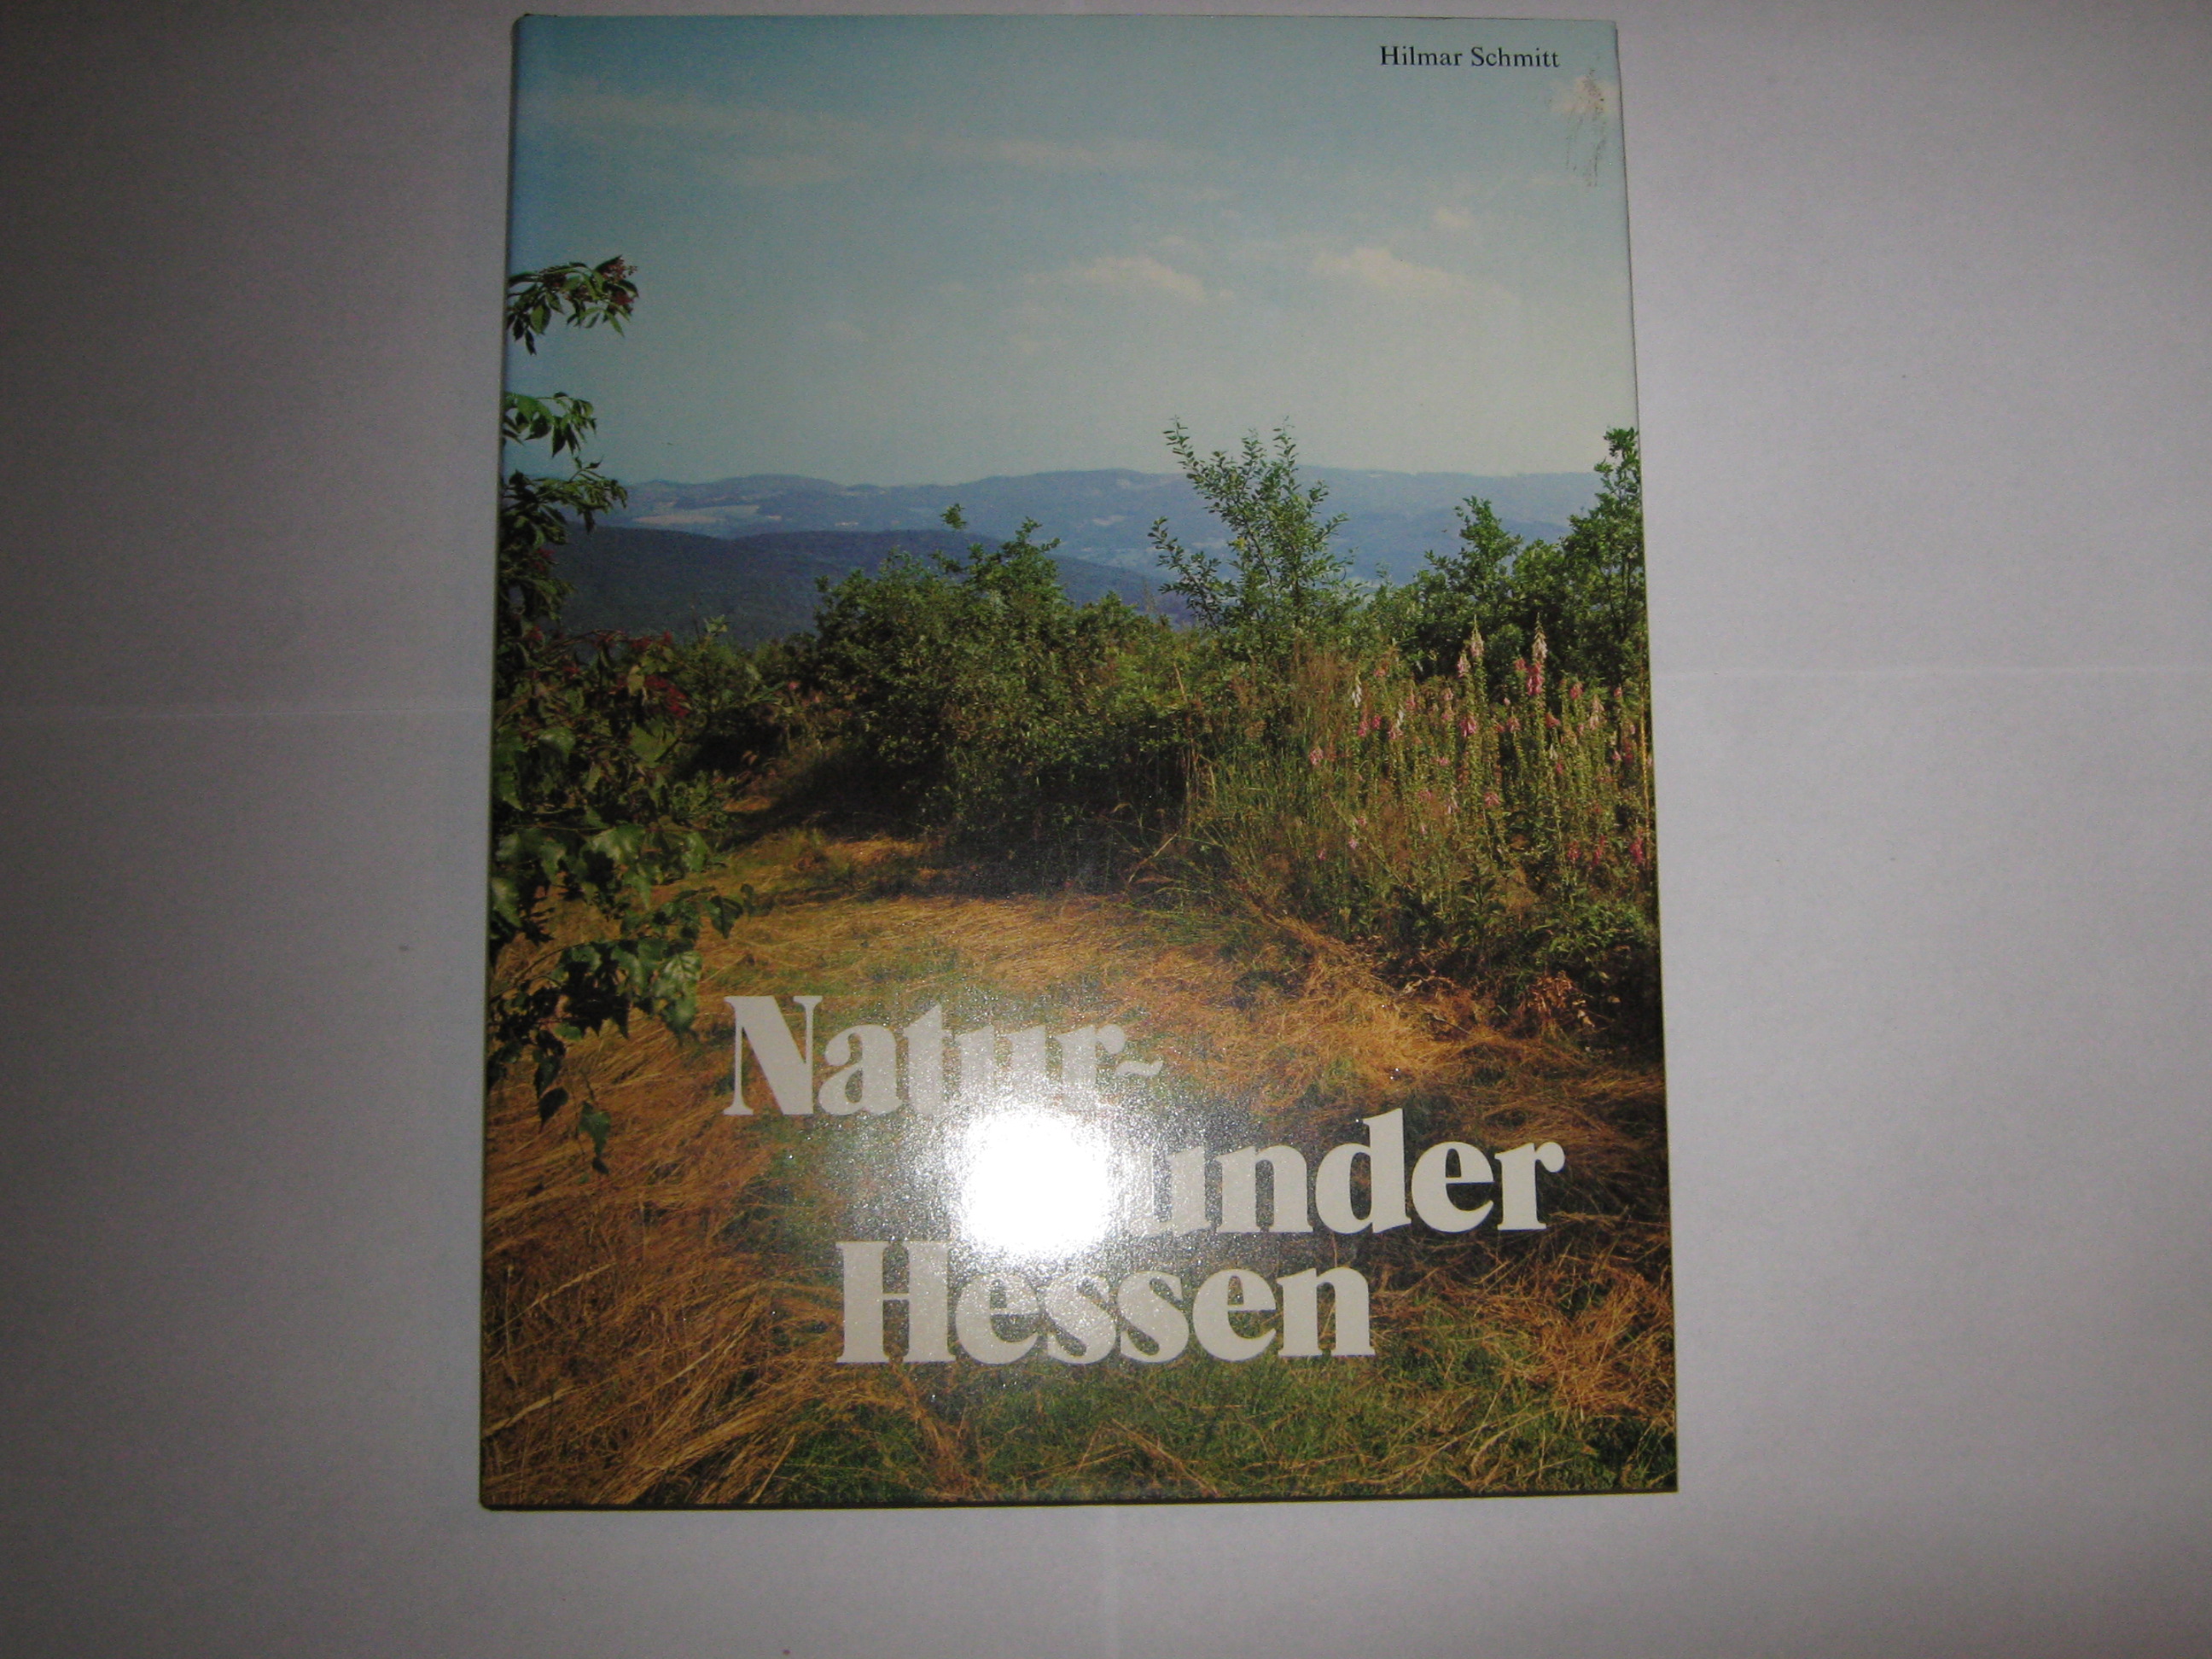 Hilmar Schmitt
Natur-
Hessen